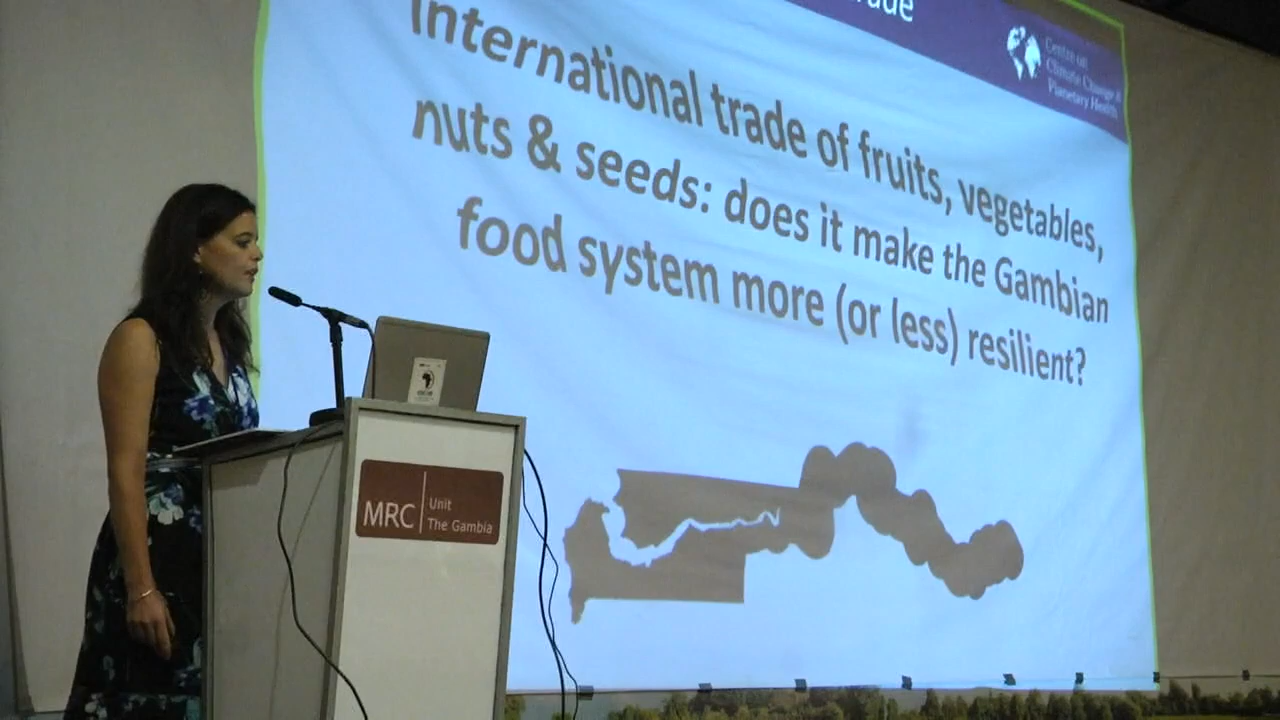 Trade
Centre on
Climate Change &
Planetary Health
International trade of fruits, vegetables,
nuts & seeds: does it make the Gambian
food system more (or less) resilient?
MRC
Unit
The Gambia